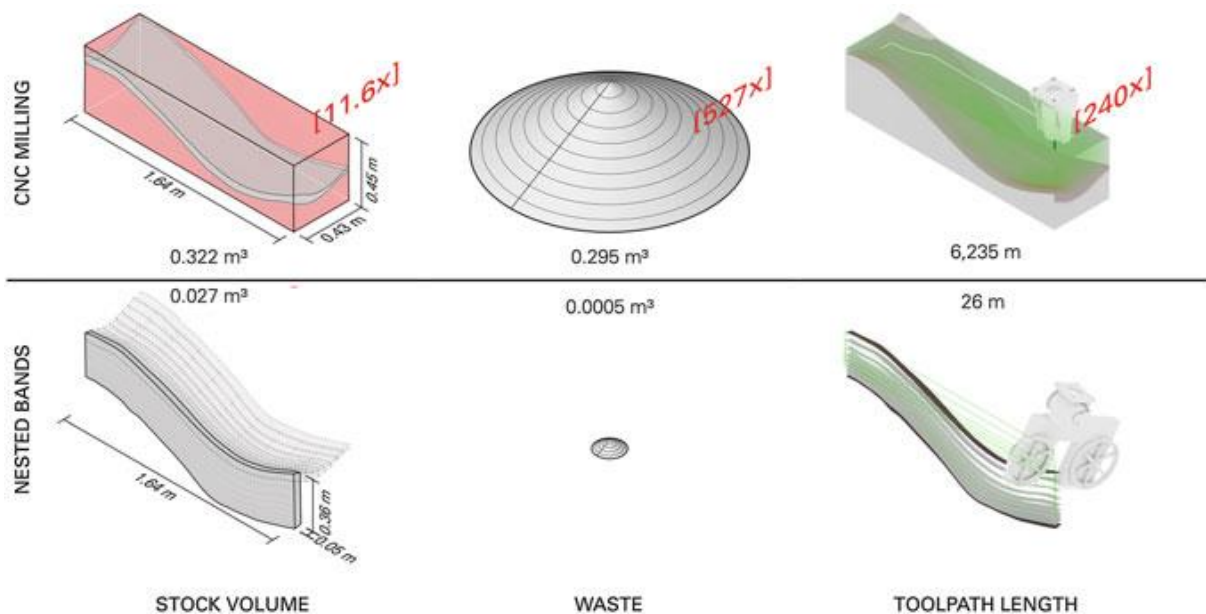 CNC MILLING
[11.6x]
1.64 m
0.43 m
0.45 m
0.322 m³
[527x]
0.295 m³
[240x]
6,235 m
NESTED BANDS
0.027 m³
1.64 m
0.36 m
0.05 m
0.0005 m³
26 m
STOCK VOLUME
WASTE
TOOLPATH LENGTH